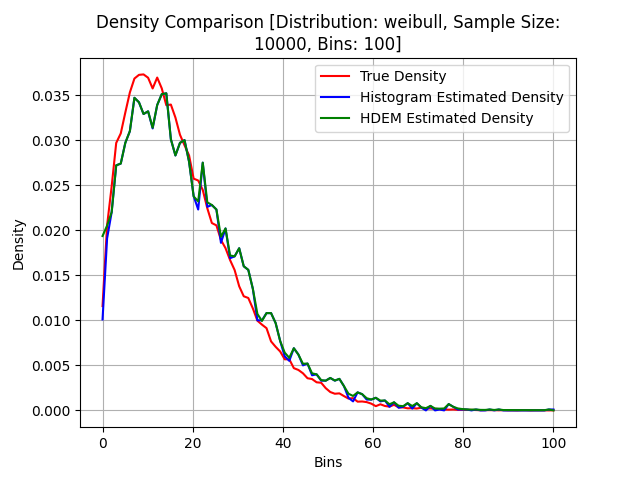 Density Comparison [Distribution: weibull, Sample Size:
10000, Bins: 100]
True Density
Histogram Estimated Density
HDEM Estimated Density
Density
0.035
0.030
0.025
0.020
0.015
0.010
0.005
0.000
0 20 40 60 80 100
Bins